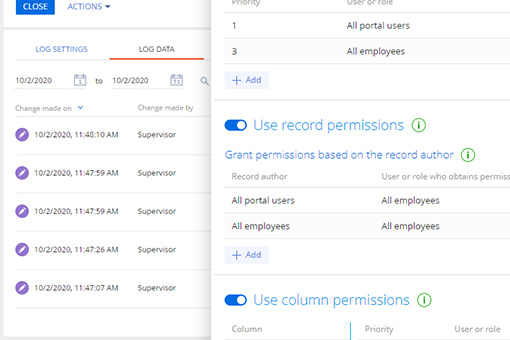 CLOSE ACTIONS
LOG SETTINGS LOG DATA
10/2/2020 1 to 10/2/2020 31
Change made on Change made by
10/2/2020, 11:48:10 AM Supervisor
10/2/2020, 11:47:59 AM Supervisor
10/2/2020, 11:47:59 AM Supervisor
10/2/2020, 11:47:26 AM Supervisor
10/2/2020, 11:47:07 AM Supervisor
Priority User or role
1 All portal users
3 All employees
+ Add
Use record permissions i
Grant permissions based on the record author i
Record author User or role who obtains permiss
All portal users All employees
All employees All employees
+ Add
Use column permissions i
Column Priority User or role